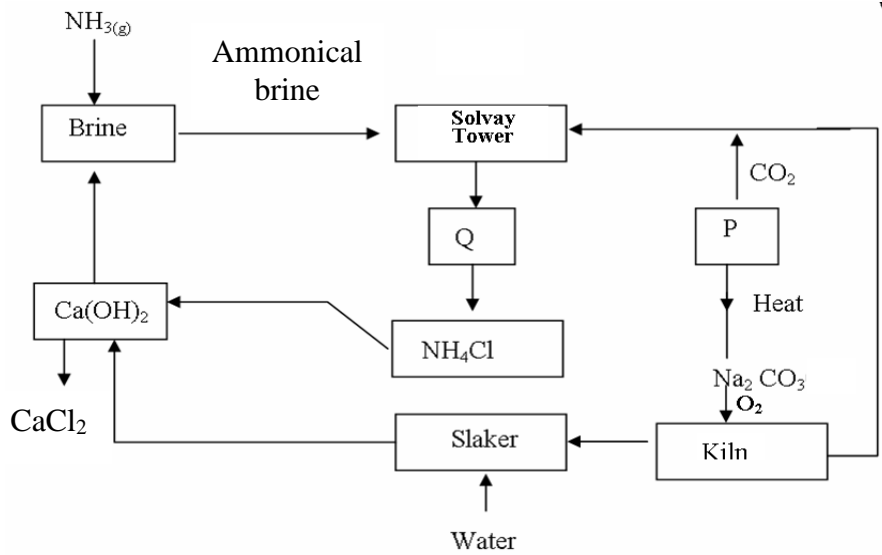 NH₃(g)
Ammonical
brine
Brine
Solvay
Tower
CO₂
Q
P
Ca(OH)₂
Heat
NH₄Cl
Na₂ CO₃
O₂
CaCl₂
Slaker
Kiln
Water